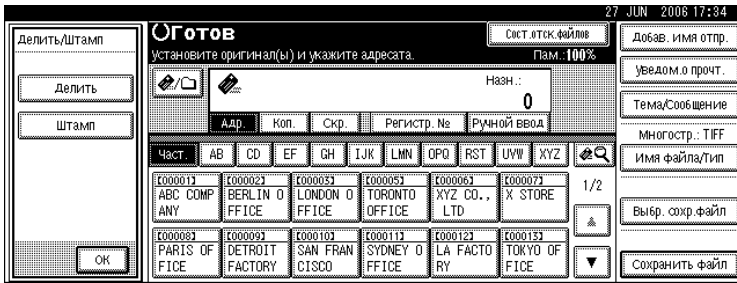 27 JUN 2006 17:34
Делить/Штамп
Делить
Штамп
OK
Готов
Установите оригинал(ы) и укажите адресата.
Сост.отск.файлов
Пам.:100%
Назн.:
0
Адр.
Коп.
Скр.
Регистр. №
Ручной ввод
Част.
AB
CD
EF
GH
IJK
LMN
OPQ
RST
UVW
XYZ
[00001]
ABC COMP
ANY
[00002]
BERLIN O
FFICE
[00003]
LONDON O
FFICE
[00005]
TORONTO
OFFICE
[00006]
XYZ CO.,
LTD
[00007]
X STORE
1/2
[00008]
PARIS OF
FICE
[00009]
DETROIT
FACTORY
[00010]
SAN FRAN
CISCO
[00011]
SYDNEY O
FFICE
[00012]
LA FACTO
RY
[00013]
TOKYO OF
FICE
Добав. имя отпр.
Уведом.о прочт.
Тема/Сообщение
Многостр.: TIFF
Имя файла/Тип
Выбр. сохр.файл
Сохранить файл